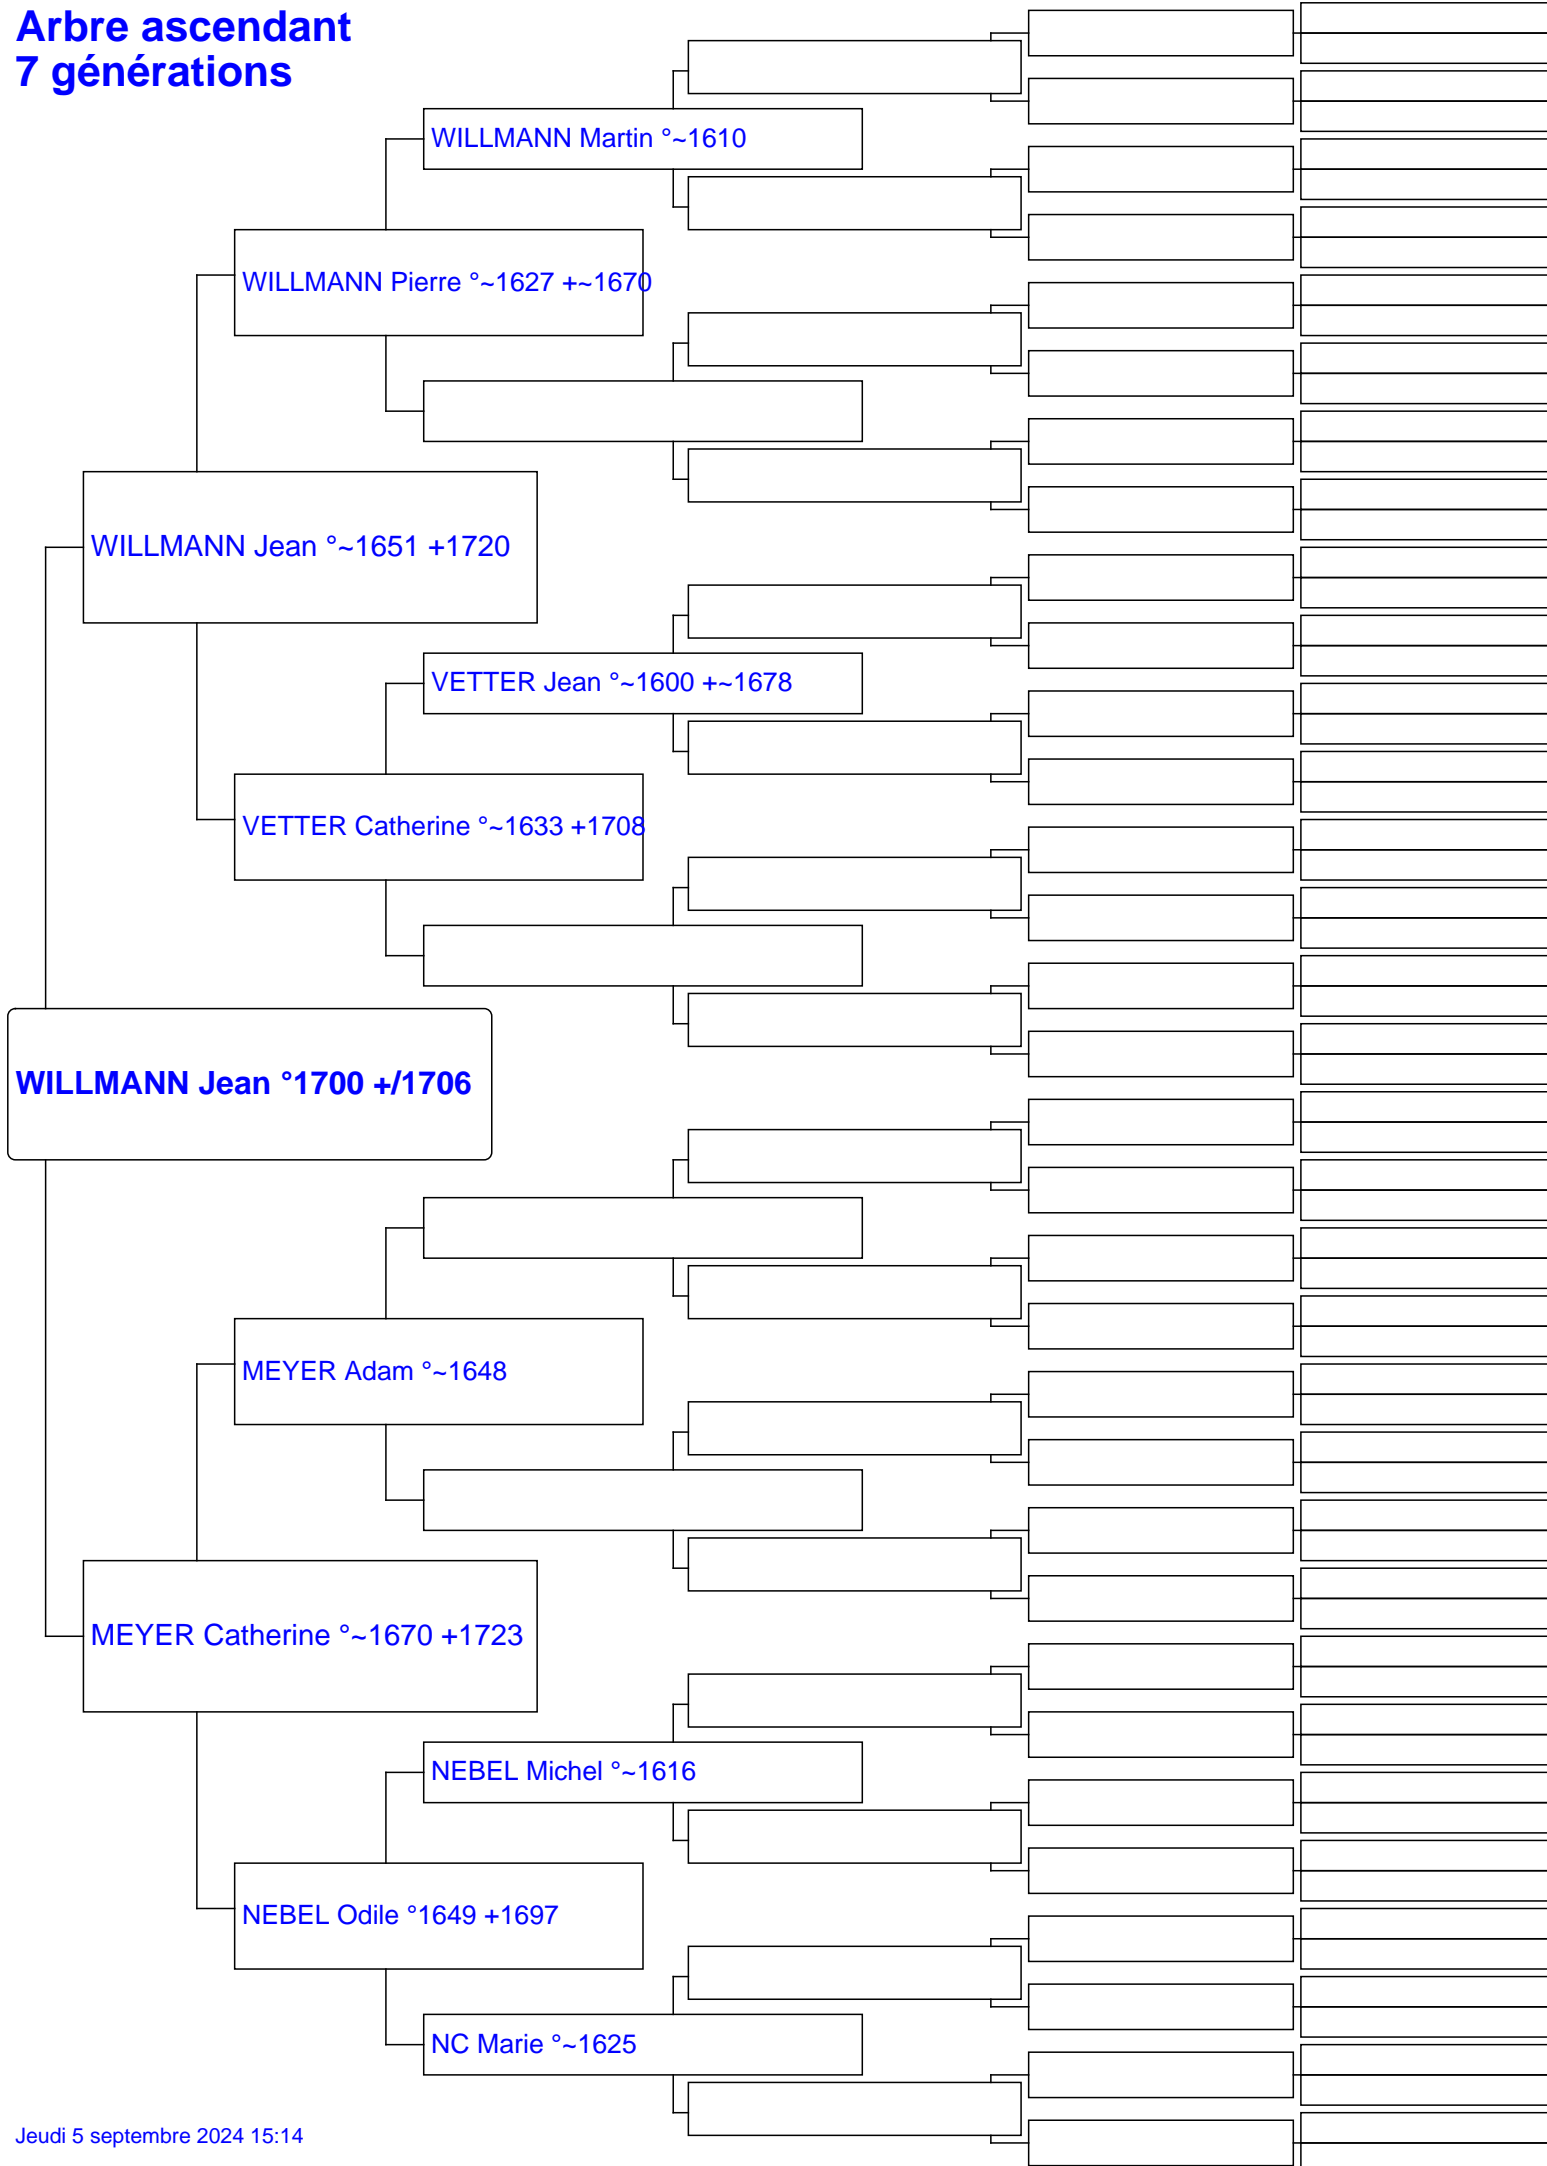 Arbre ascendant
7 générations
WILLMANN Martin °~1610
WILLMANN Pierre °~1627 +~1670
WILLMANN Jean °~1651 +1720
VETTER Jean °~1600 +~1678
VETTER Catherine °~1633 +1708
WILLMANN Jean °1700 +/1706
MEYER Adam °~1648
MEYER Catherine °~1670 +1723
NEBEL Michel °~1616
NEBEL Odile °1649 +1697
NC Marie °~1625
Jeudi 5 septembre 2024 15:14